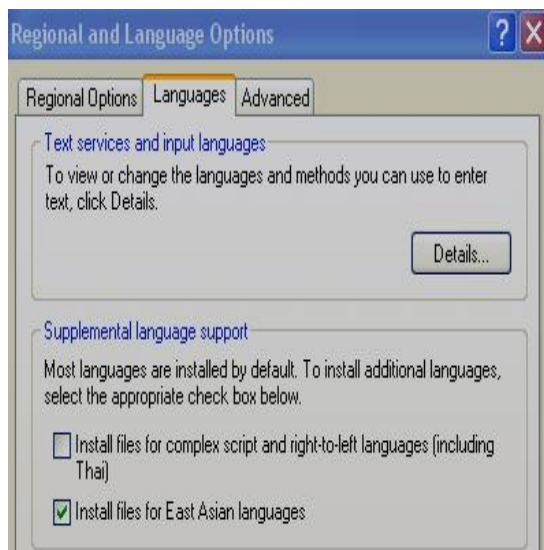 Regional and Language Options
Regional Options Languages Advanced
Text services and input languages
To view or change the languages and methods you can use to enter
text, click Details.
Details...
Supplemental language support
Most languages are installed by default. To install additional languages,
select the appropriate check box below.
Install files for complex script and right-to-left languages (including
Thai)
Install files for East Asian languages